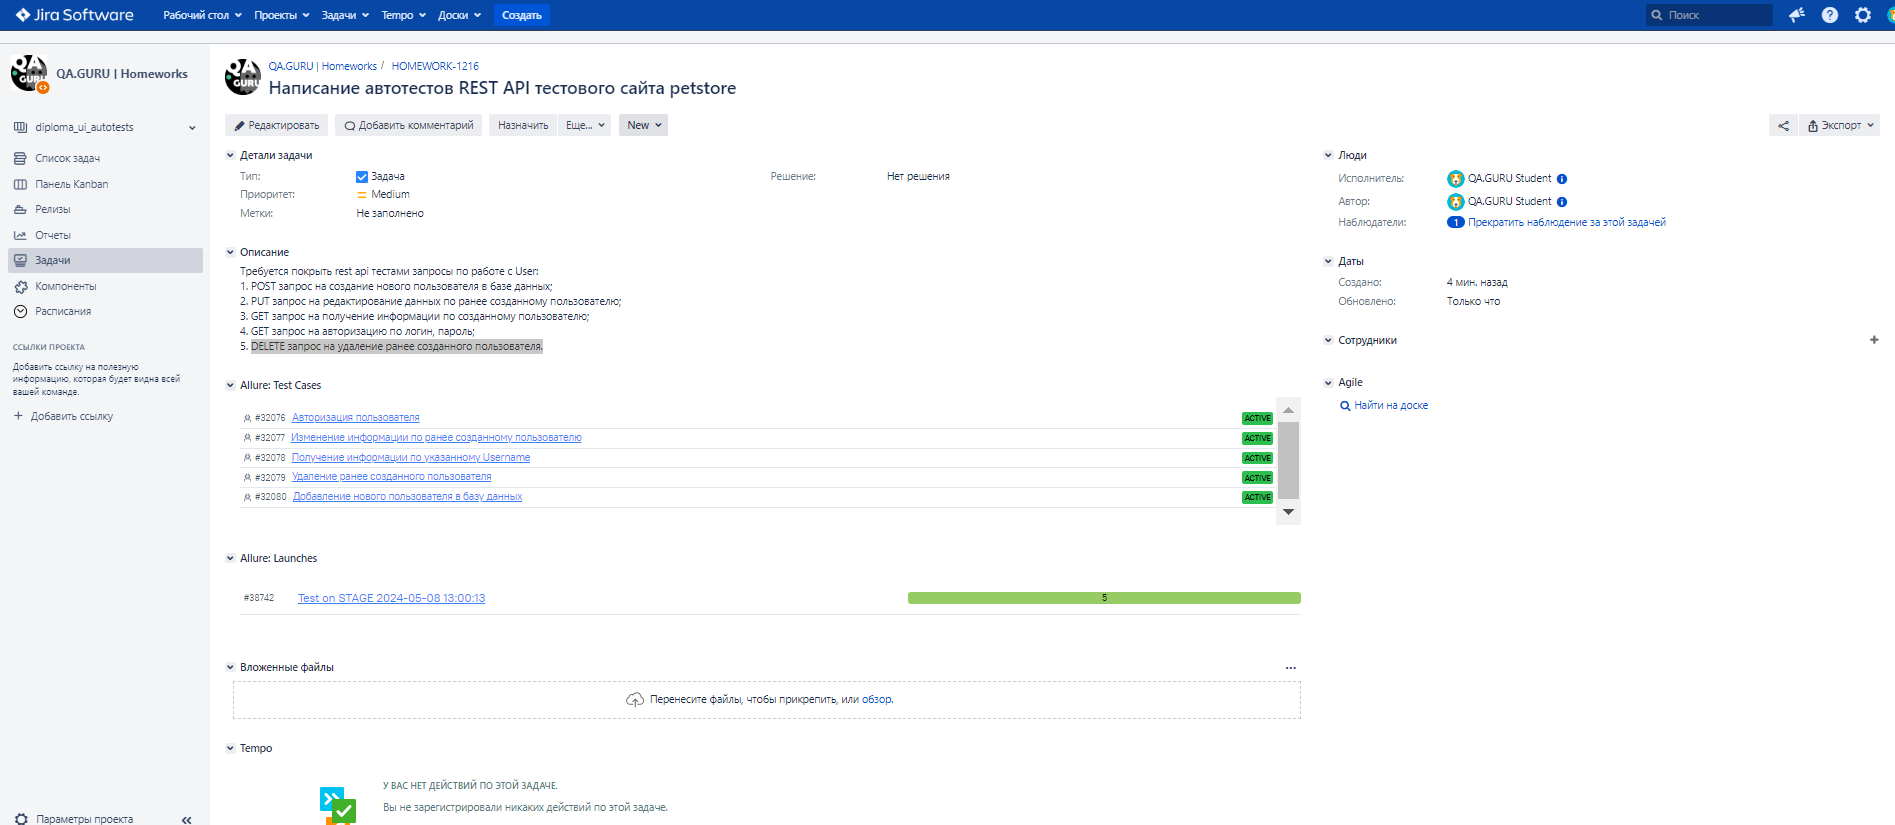 Jira Software
Рабочий стол
Проекты
Задачи
Tempo
Доски
Создать
Поиск
QA.GURU | Homeworks
diploma_ui_autotests
Список задач
Панель Kanban
Релизы
Отчеты
Задачи
Компоненты
Расписания
ССЫЛКИ ПРОЕКТА
Добавить ссылку на полезную
информацию, которая будет видна всей
вашей команде.
+ Добавить ссылку
Параметры проекта
QA.GURU | Homeworks / HOMEWORK-1216
Написание автотестов REST API тестового сайта petstore
Редактировать
Добавить комментарий
Назначить
Еще...
New
Экспорт
Детали задачи
Тип: Задача
Решение: Нет решения
Приоритет: Medium
Метки: Не заполнено
Описание
Требуется покрыть rest api тестами запросы по работе с User:
1. POST запрос на создание нового пользователя в базе данных;
2. PUT запрос на редактирование данных по ранее созданному пользователю;
3. GET запрос на получение информации по созданному пользователю;
4. GET запрос на авторизацию по логин, пароль;
5. DELETE запрос на удаление ранее созданного пользователя.
Allure: Test Cases
#32076 Авторизация пользователя ACTIVE
#32077 Изменение информации по ранее созданному пользователю ACTIVE
#32078 Получение информации по указанному Username ACTIVE
#32079 Удаление ранее созданного пользователя ACTIVE
#32080 Добавление нового пользователя в базу данных ACTIVE
Allure: Launches
#38742 Test on STAGE 2024-05-08 13:00:13 5
Вложенные файлы
Перенесите файлы, чтобы прикрепить, или обзор.
Tempo
У ВАС НЕТ ДЕЙСТВИЙ ПО ЭТОЙ ЗАДАЧЕ.
Вы не зарегистрировали никаких действий по этой задаче.
Люди
Исполнитель: QA.GURU Student
Автор: QA.GURU Student
Наблюдатели: 1 Прекратить наблюдение за этой задачей
Даты
Создано: 4 мин. назад
Обновлено: Только что
Сотрудники
Agile
Найти на доске